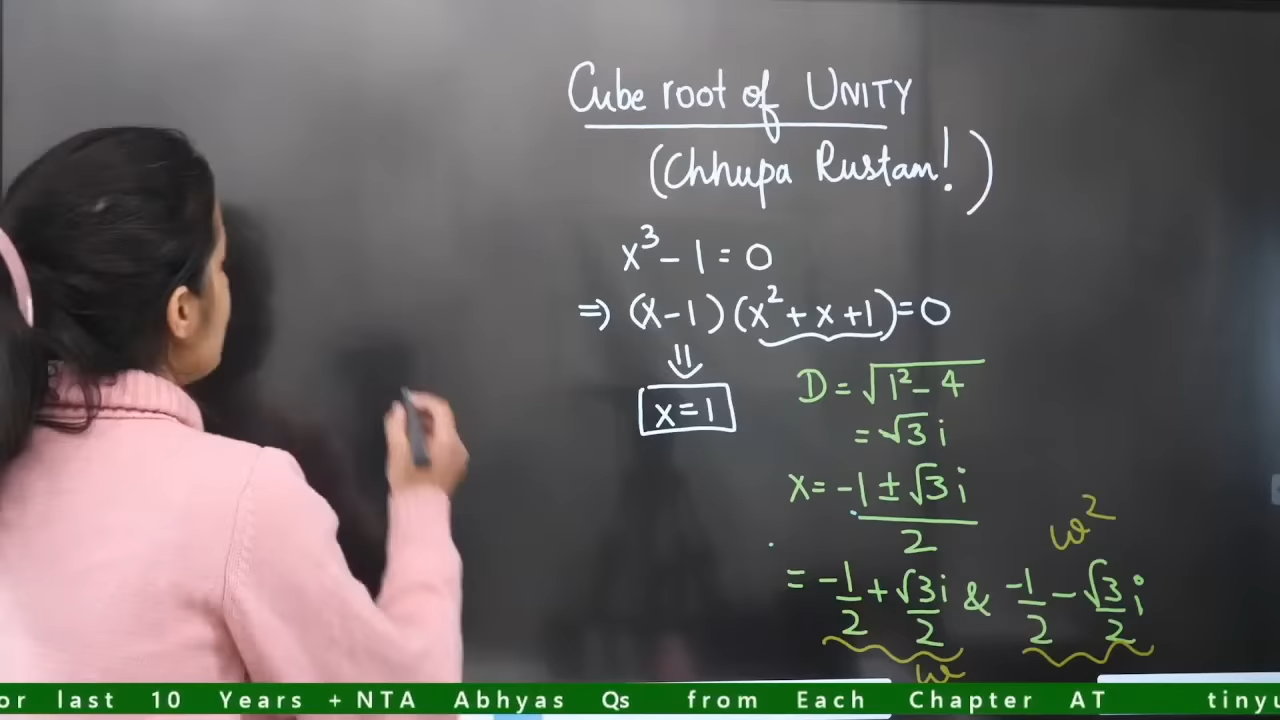 Cube root of UNITY
(Chhupa Rustam!)
x³ - 1 = 0
⇒ (x-1)(x²+x+1)=0
⇓
x=1
D = √1²-4
= √3 i
x = -1 ± √3 i
2
ω²
= -1/2 + √3i/2 & -1/2 - √3/2 i
ω
or last 10 Years + NTA Abhyas Qs from Each Chapter AT tinyu